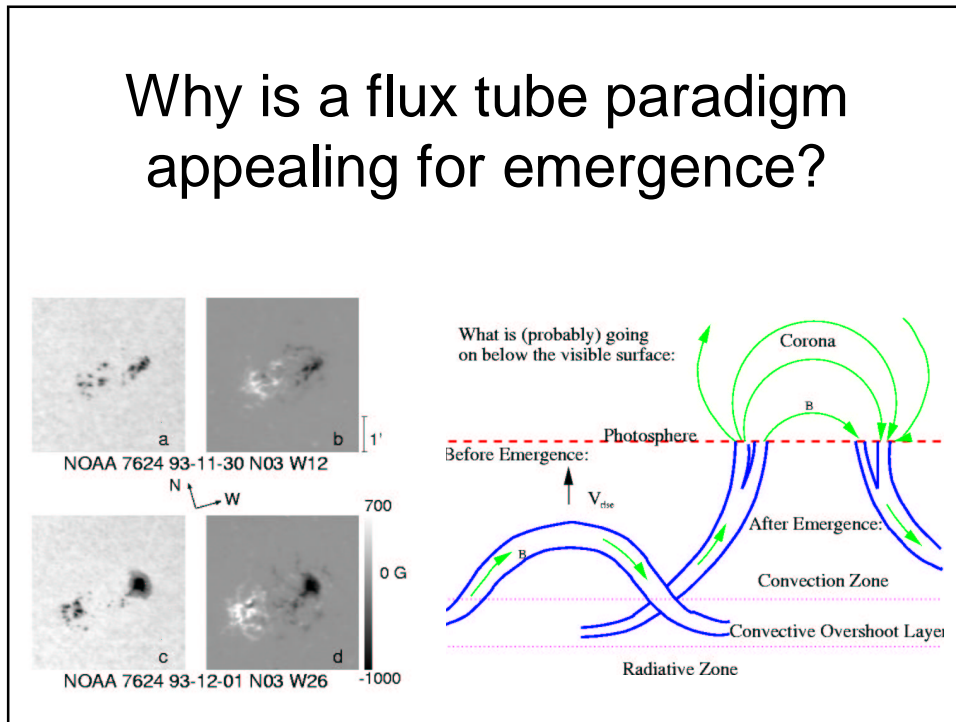 Why is a flux tube paradigm
appealing for emergence?
a
b
1'
NOAA 7624 93-11-30 N03 W12
N
W
700
0 G
-1000
c
d
NOAA 7624 93-12-01 N03 W26
What is (probably) going
on below the visible surface:
Corona
B
Photosphere
Before Emergence:
Vrise
After Emergence:
B
Convection Zone
Convective Overshoot Layer
Radiative Zone